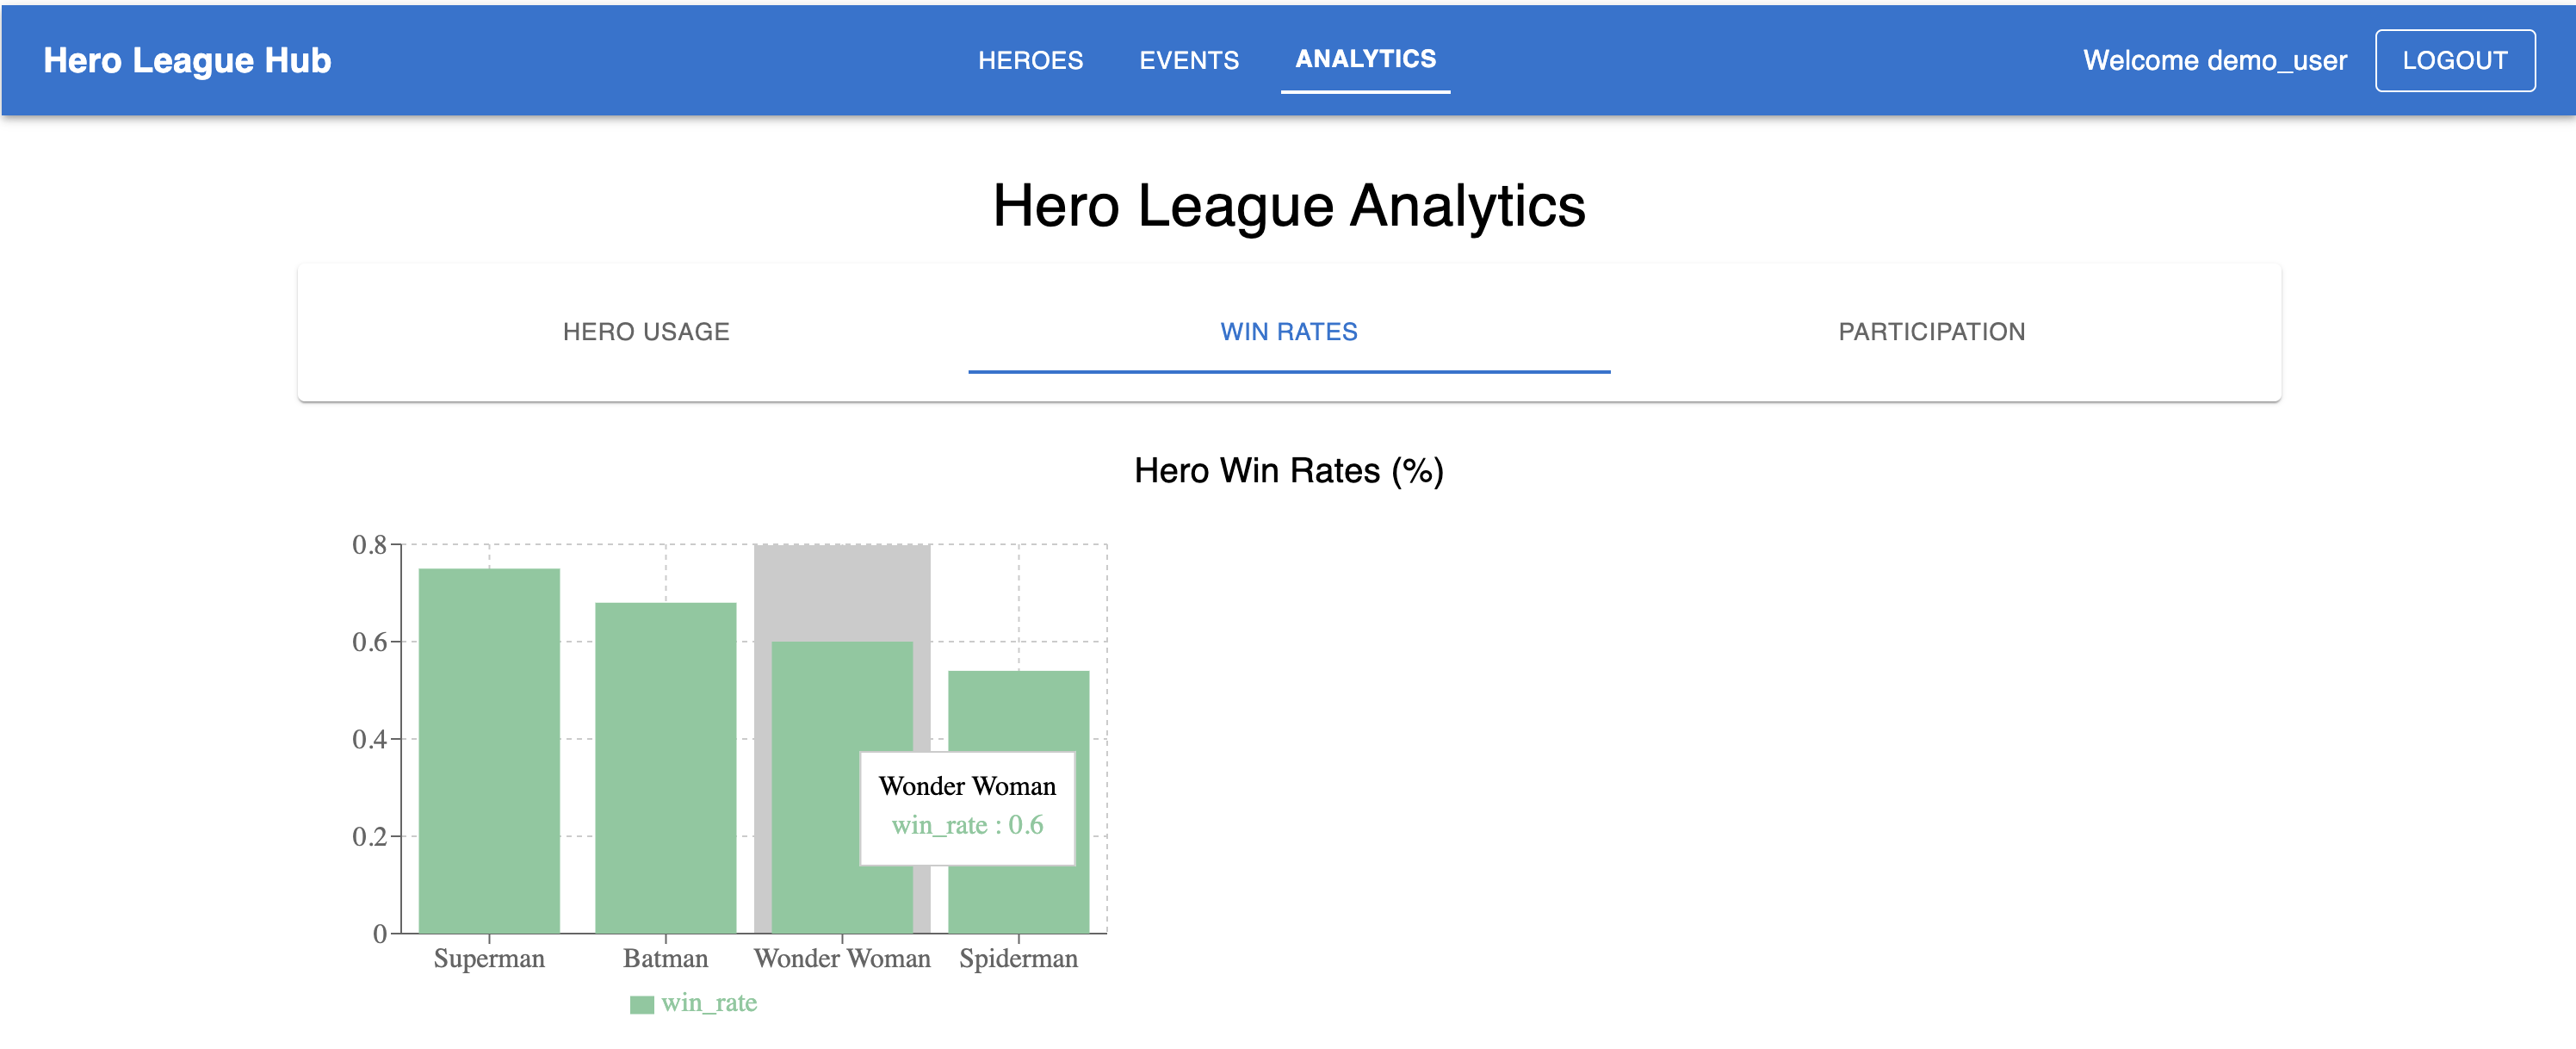 Hero League Hub
HEROES
EVENTS
ANALYTICS
Welcome demo_user
LOGOUT
Hero League Analytics
HERO USAGE
WIN RATES
PARTICIPATION
Hero Win Rates (%)
0.8
0.6
0.4
0.2
0
Wonder Woman
win_rate : 0.6
Superman
Batman
Wonder Woman
Spiderman
win_rate